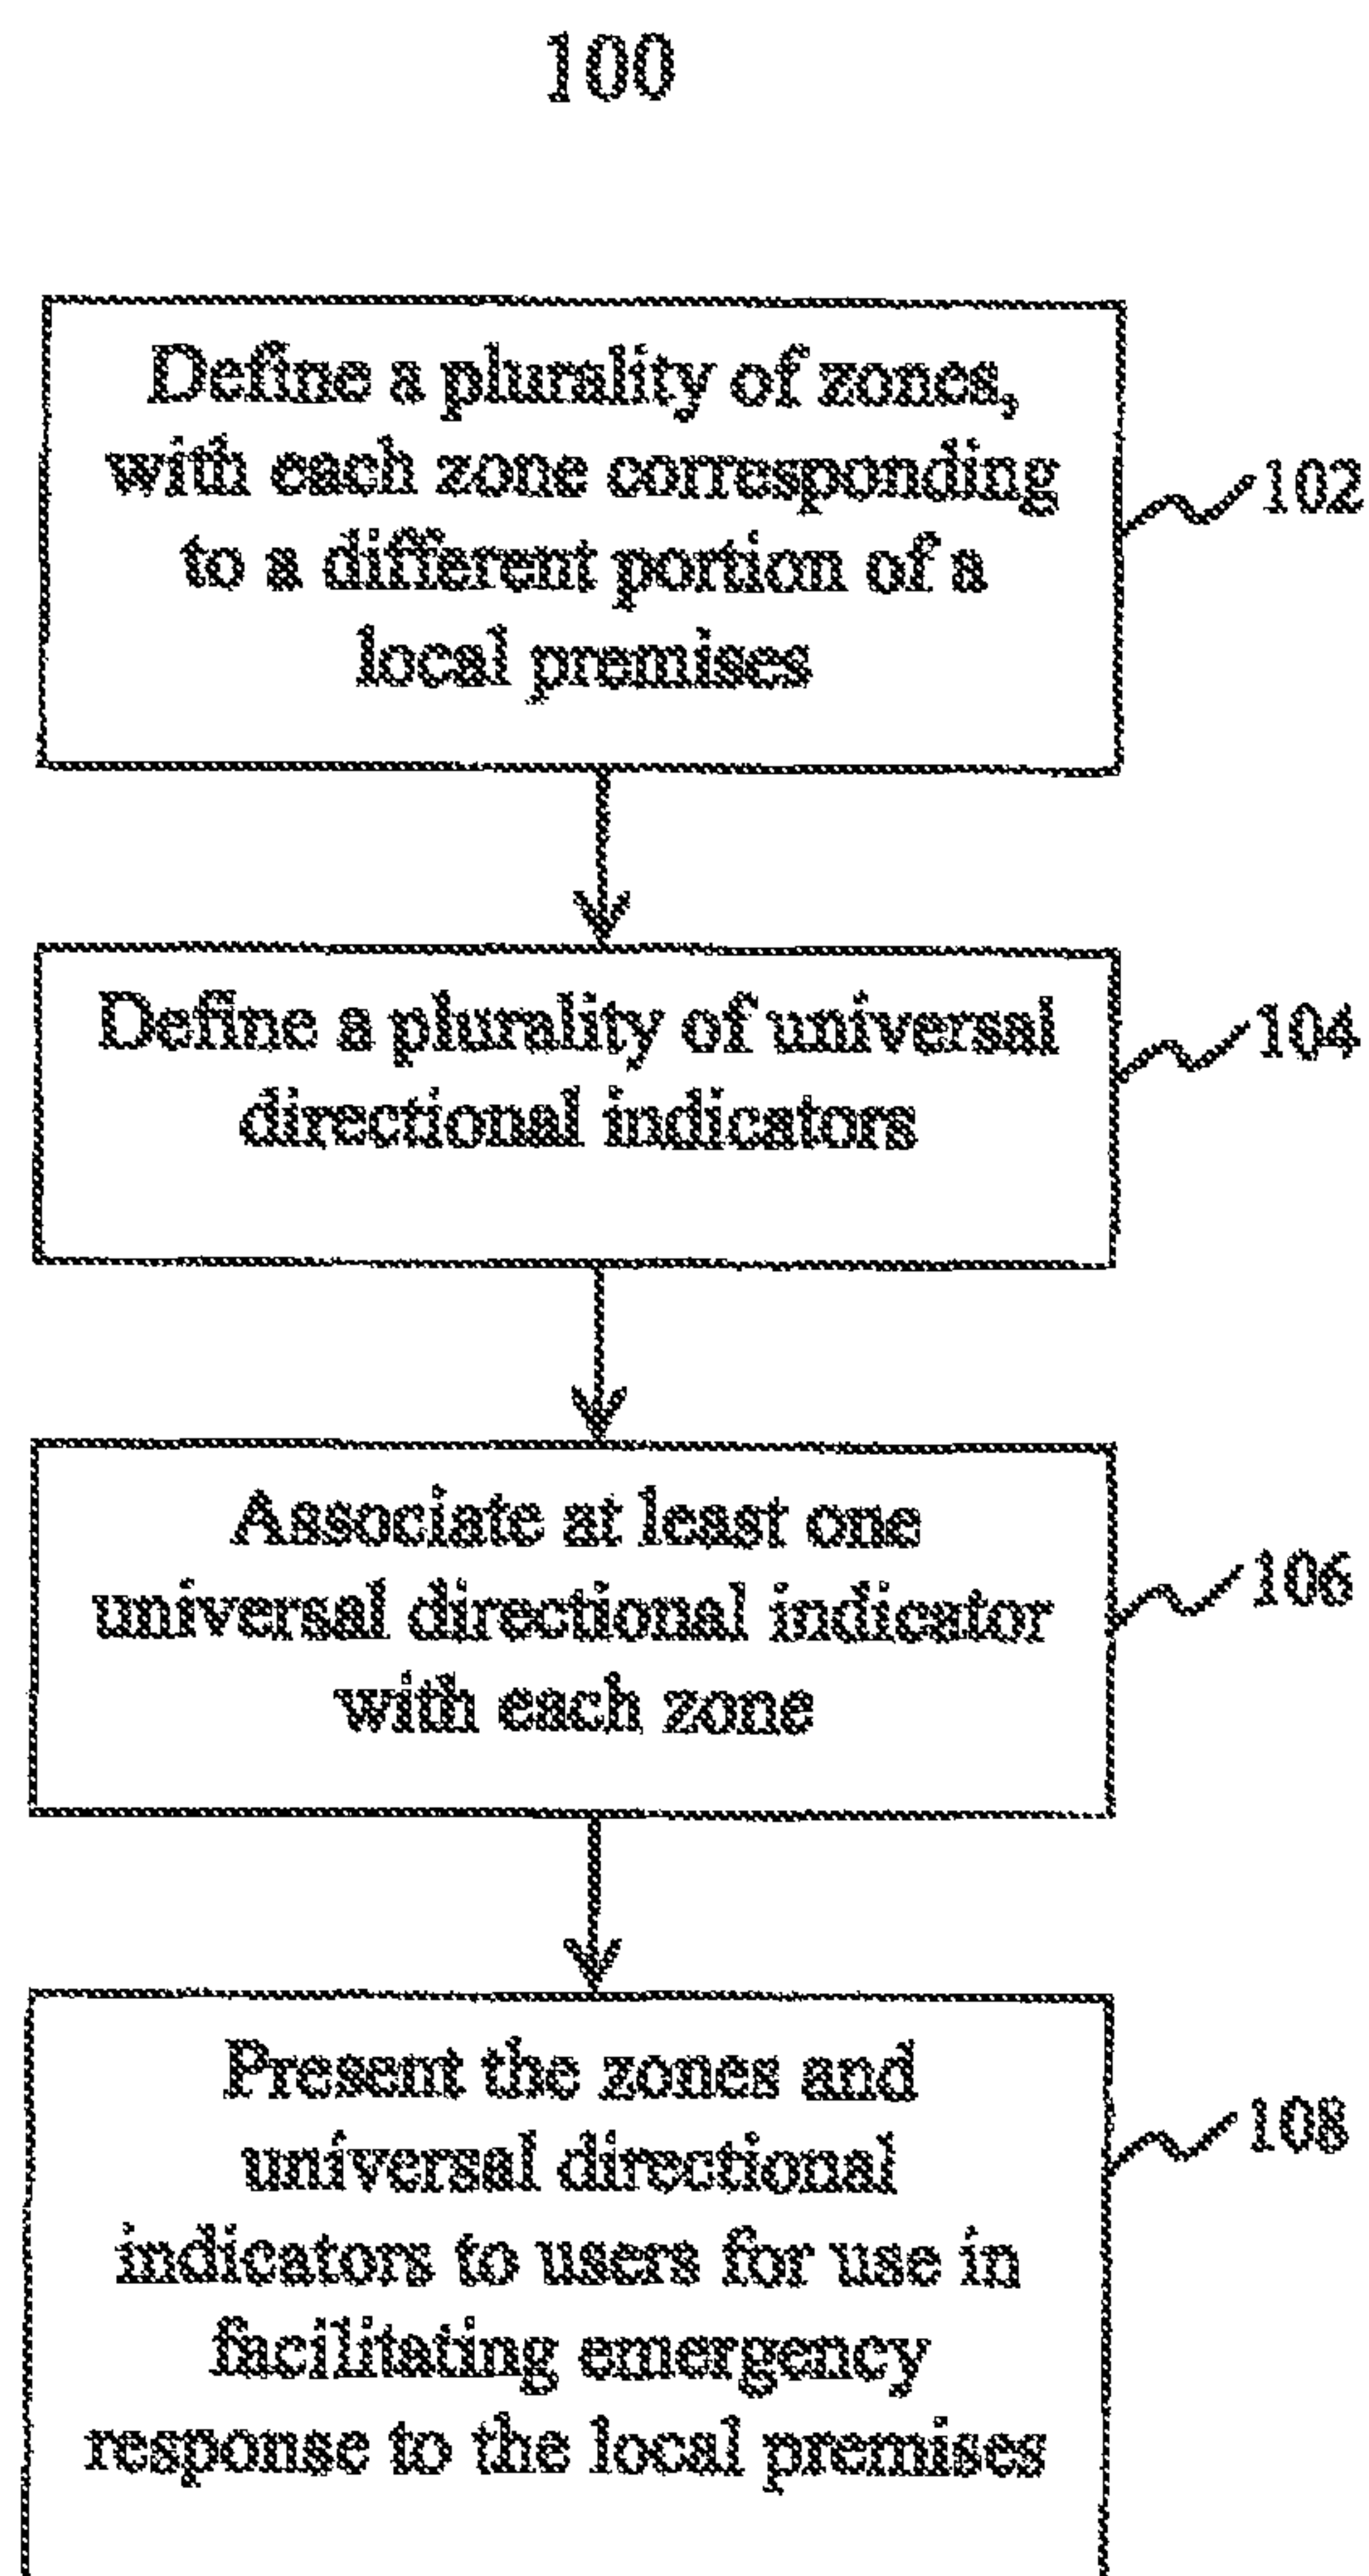 100
Define a plurality of zones,
with each zone corresponding
to a different portion of a
local premises
102
Define a plurality of universal
directional indicators
104
Associate at least one
universal directional indicator
with each zone
106
Present the zones and
universal directional
indicators to users for use in
facilitating emergency
response to the local premises
108